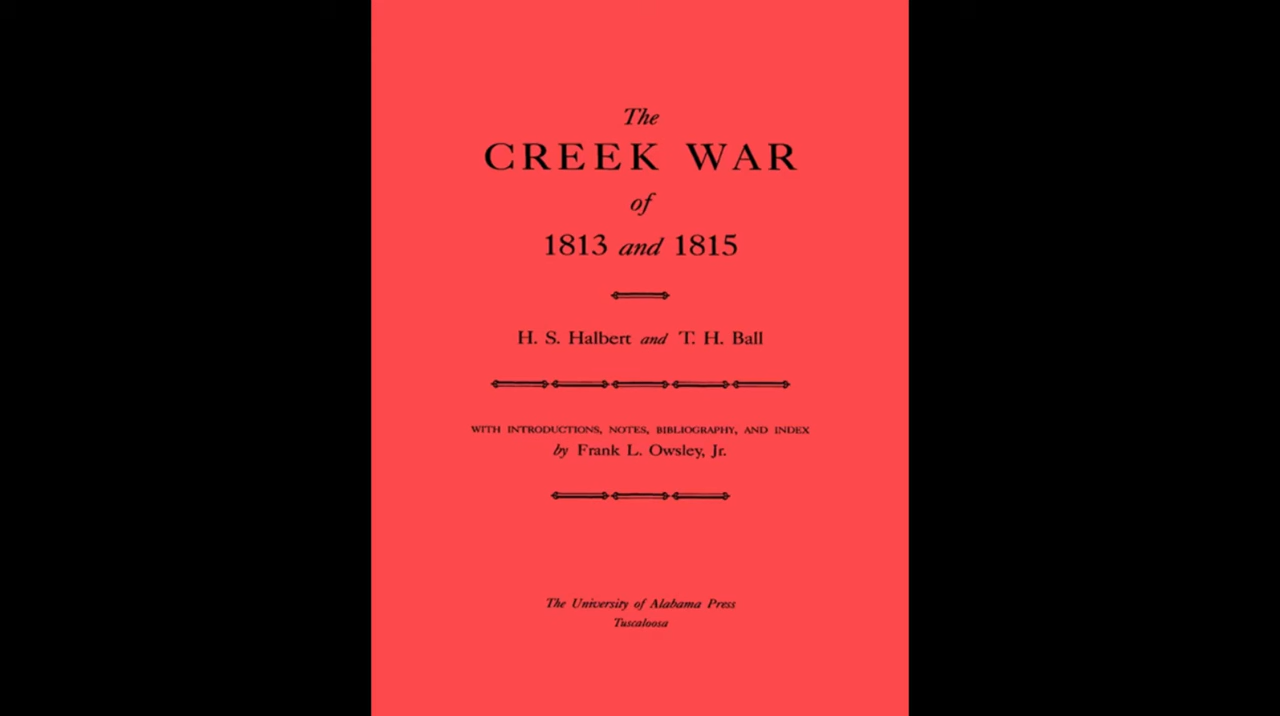 The
CREEK WAR
of
1813 and 1815
H. S. Halbert and T. H. Ball
WITH INTRODUCTIONS, NOTES, BIBLIOGRAPHY, AND INDEX
by Frank L. Owsley, Jr.
The University of Alabama Press
Tuscaloosa